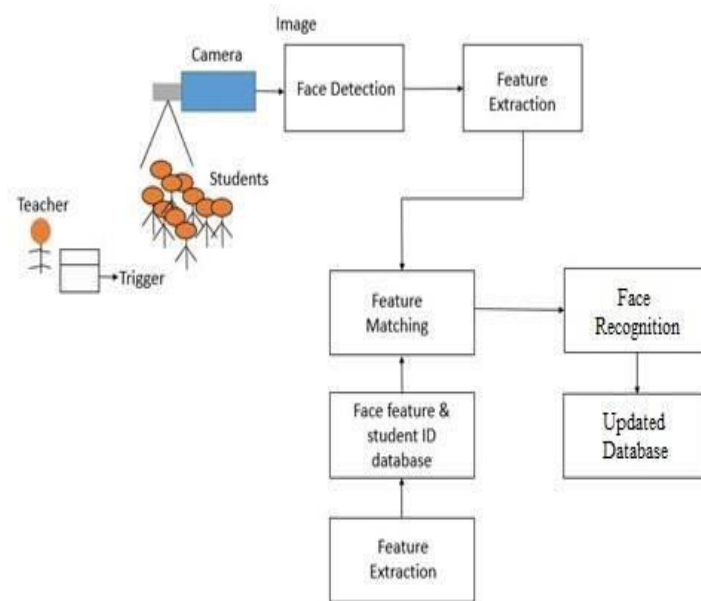 Image
Camera
Face Detection
Feature
Extraction
Students
Teacher
Trigger
Feature
Matching
Face
Recognition
Face feature &
student ID
database
Updated
Database
Feature
Extraction